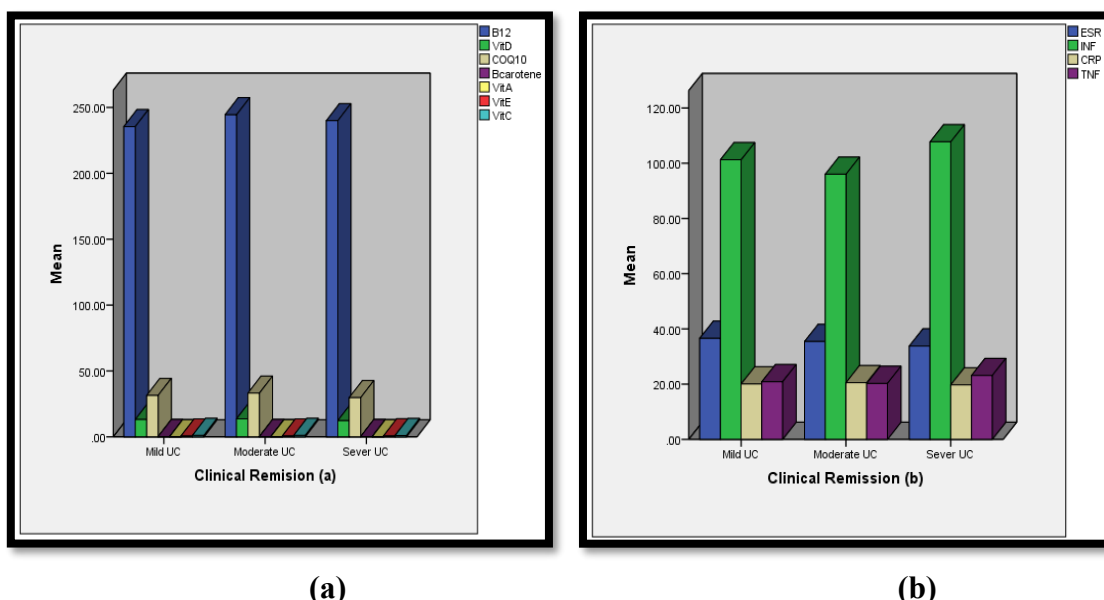 B12
VitD
COQ10
Bcarotene
VitA
VitE
VitC
250.00
200.00
150.00
100.00
50.00
.00
Mean
Mild UC
Moderate UC
Sever UC
Clinical Remision (a)
ESR
INF
CRP
TNF
120.00
100.00
80.00
60.00
40.00
20.00
.00
Mean
Mild UC
Moderate UC
Sever UC
Clinical Remission (b)
(a)
(b)